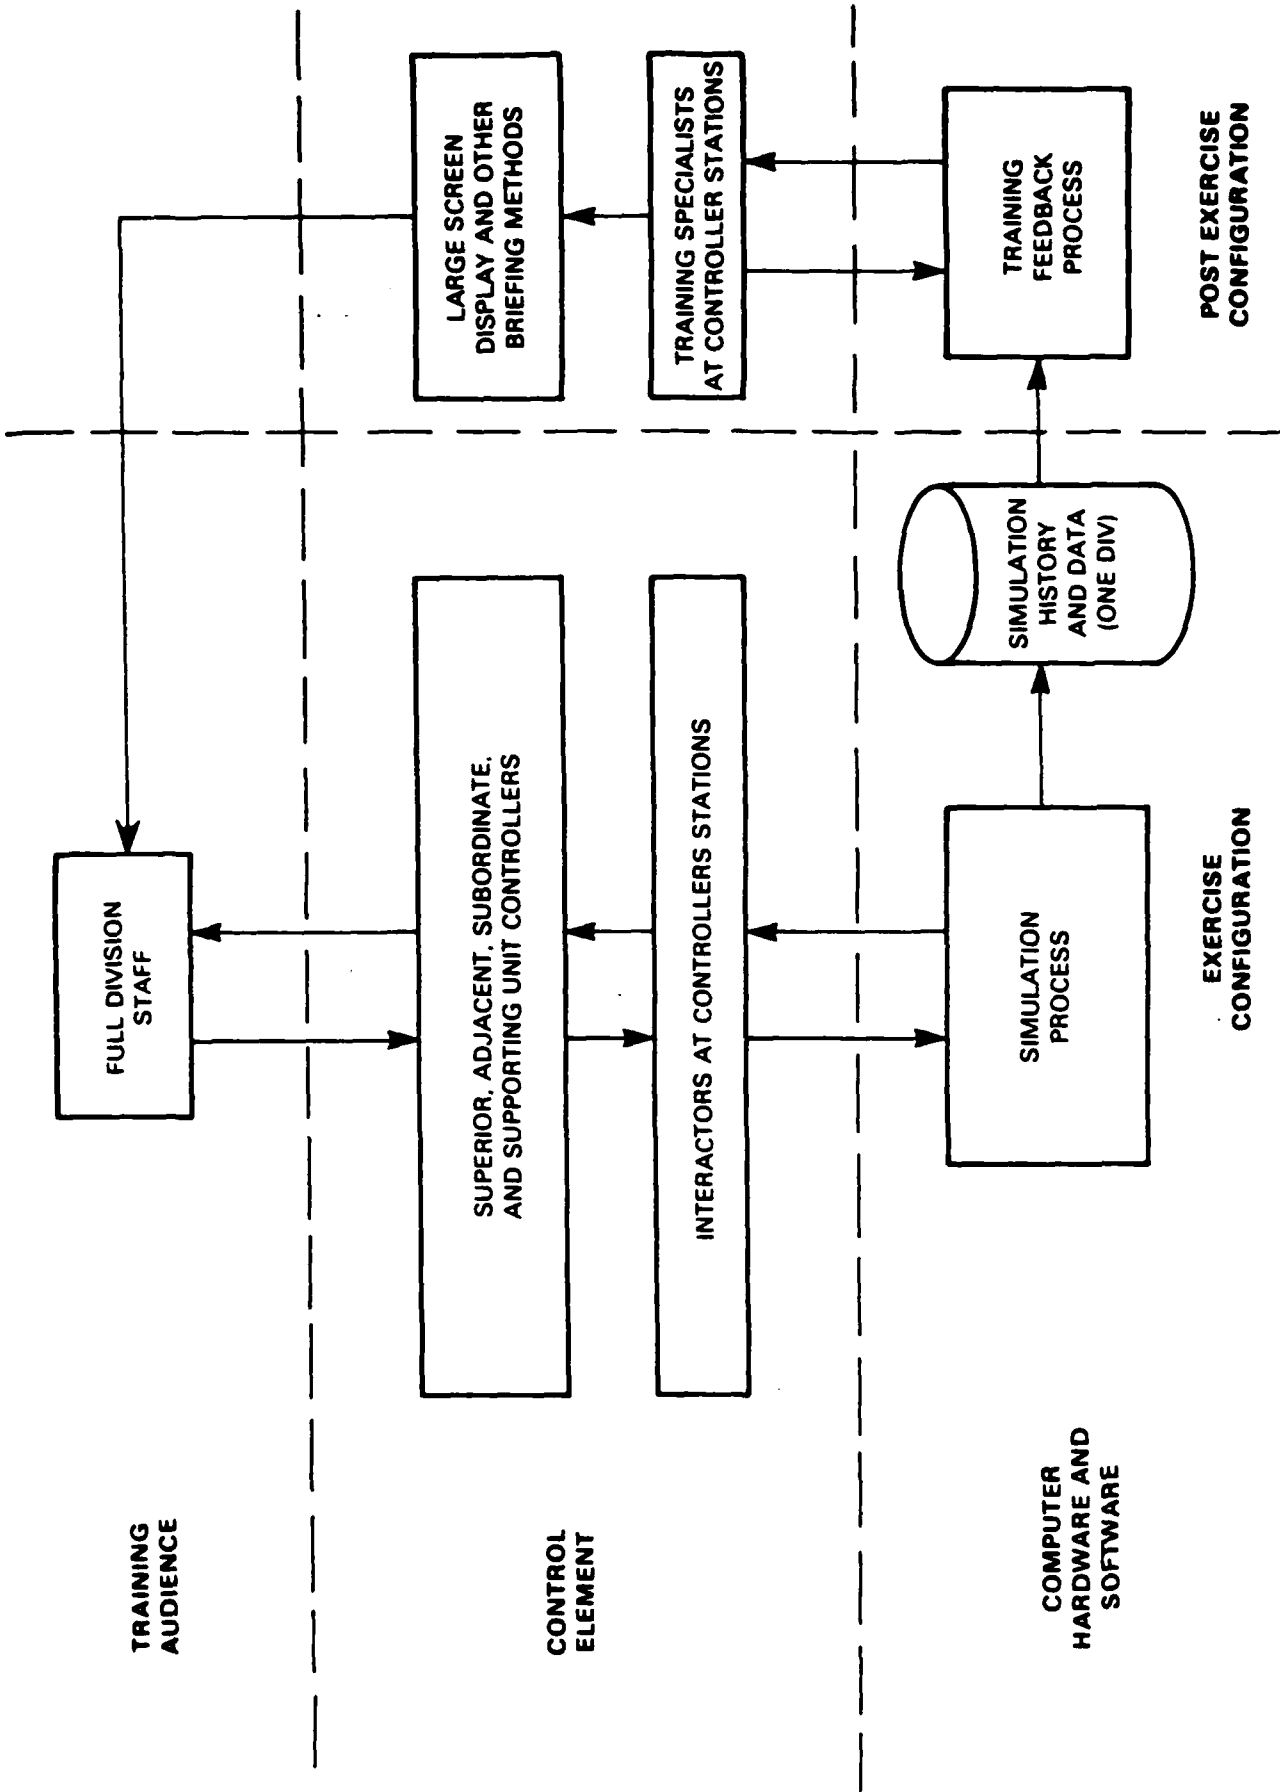 TRAINING
AUDIENCE
FULL DIVISION
STAFF
CONTROL
ELEMENT
SUPERIOR, ADJACENT, SUBORDINATE,
AND SUPPORTING UNIT CONTROLLERS
LARGE SCREEN
DISPLAY AND OTHER
BRIEFING METHODS
INTERACTORS AT CONTROLLERS STATIONS
TRAINING SPECIALISTS
AT CONTROLLER STATIONS
COMPUTER
HARDWARE AND
SOFTWARE
SIMULATION
PROCESS
SIMULATION
HISTORY
AND DATA
(ONE DIV)
TRAINING
FEEDBACK
PROCESS
EXERCISE
CONFIGURATION
POST EXERCISE
CONFIGURATION